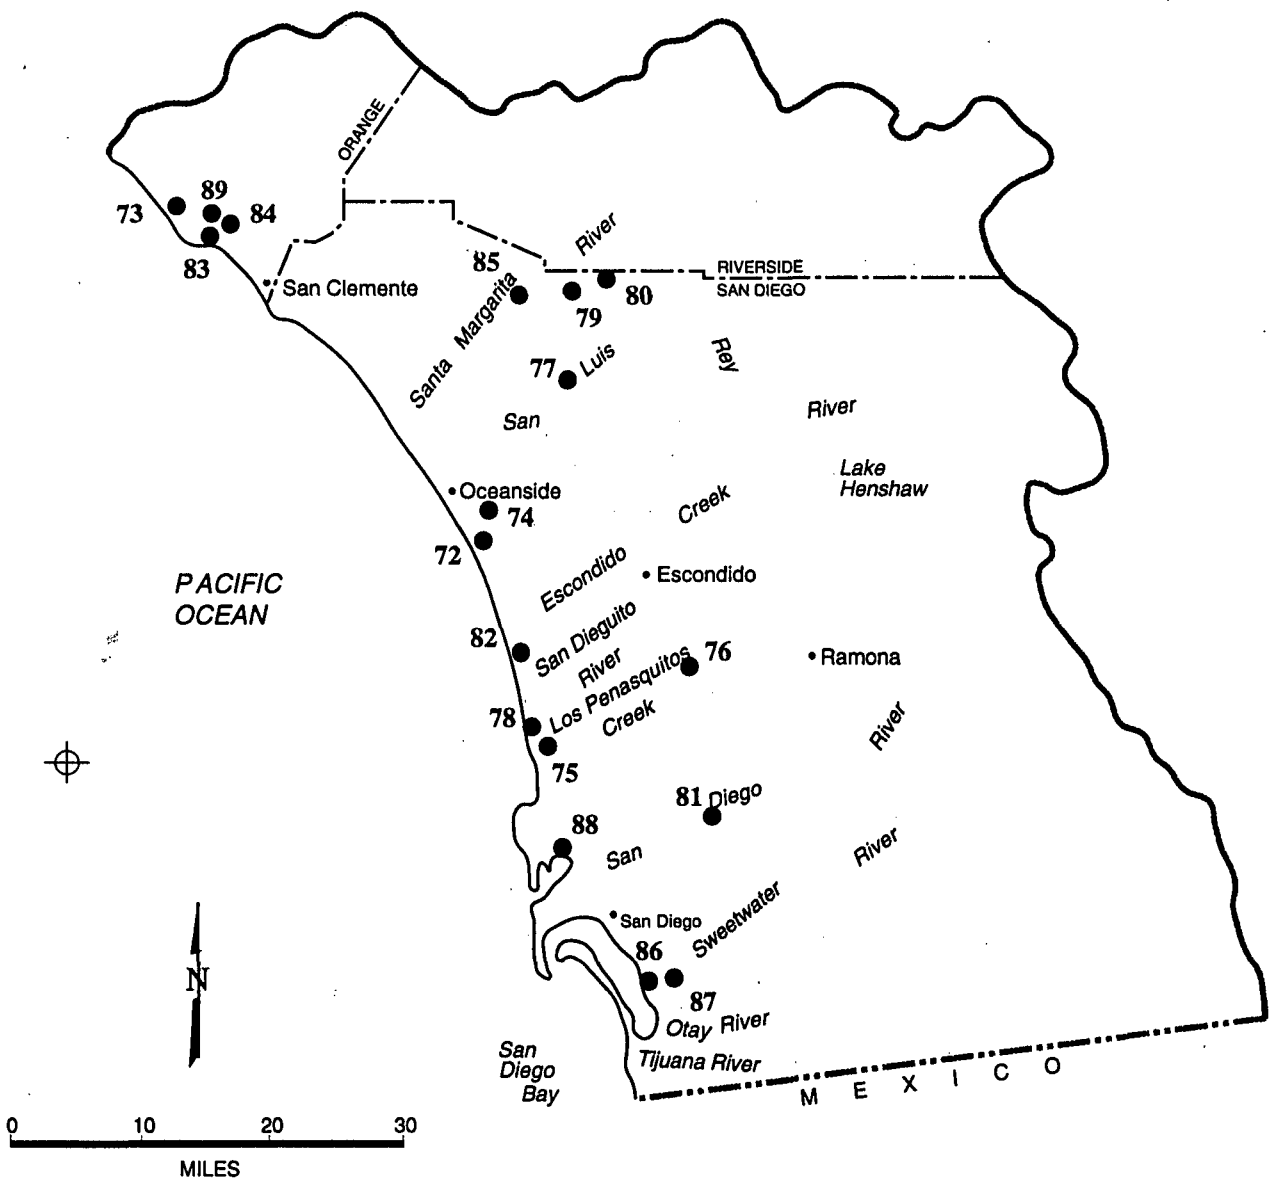 ORANGE
89
73
84
83
River
85
RIVERSIDE
San Clemente
80
SAN DIEGO
79
Santa Margarita
Rey
77
Luis
San
River
Lake
Henshaw
Oceanside
74
Creek
72
Escondido
Escondido
PACIFIC
OCEAN
82
San Dieguito
River
76
Ramona
Los Penasquitos
Creek
78
River
75
81
Diego
88
San
River
Sweetwater
San Diego
86
N
87
Otay River
San
Diego
Bay
Tijuana River
MEXICO
0 10 20 30
MILES